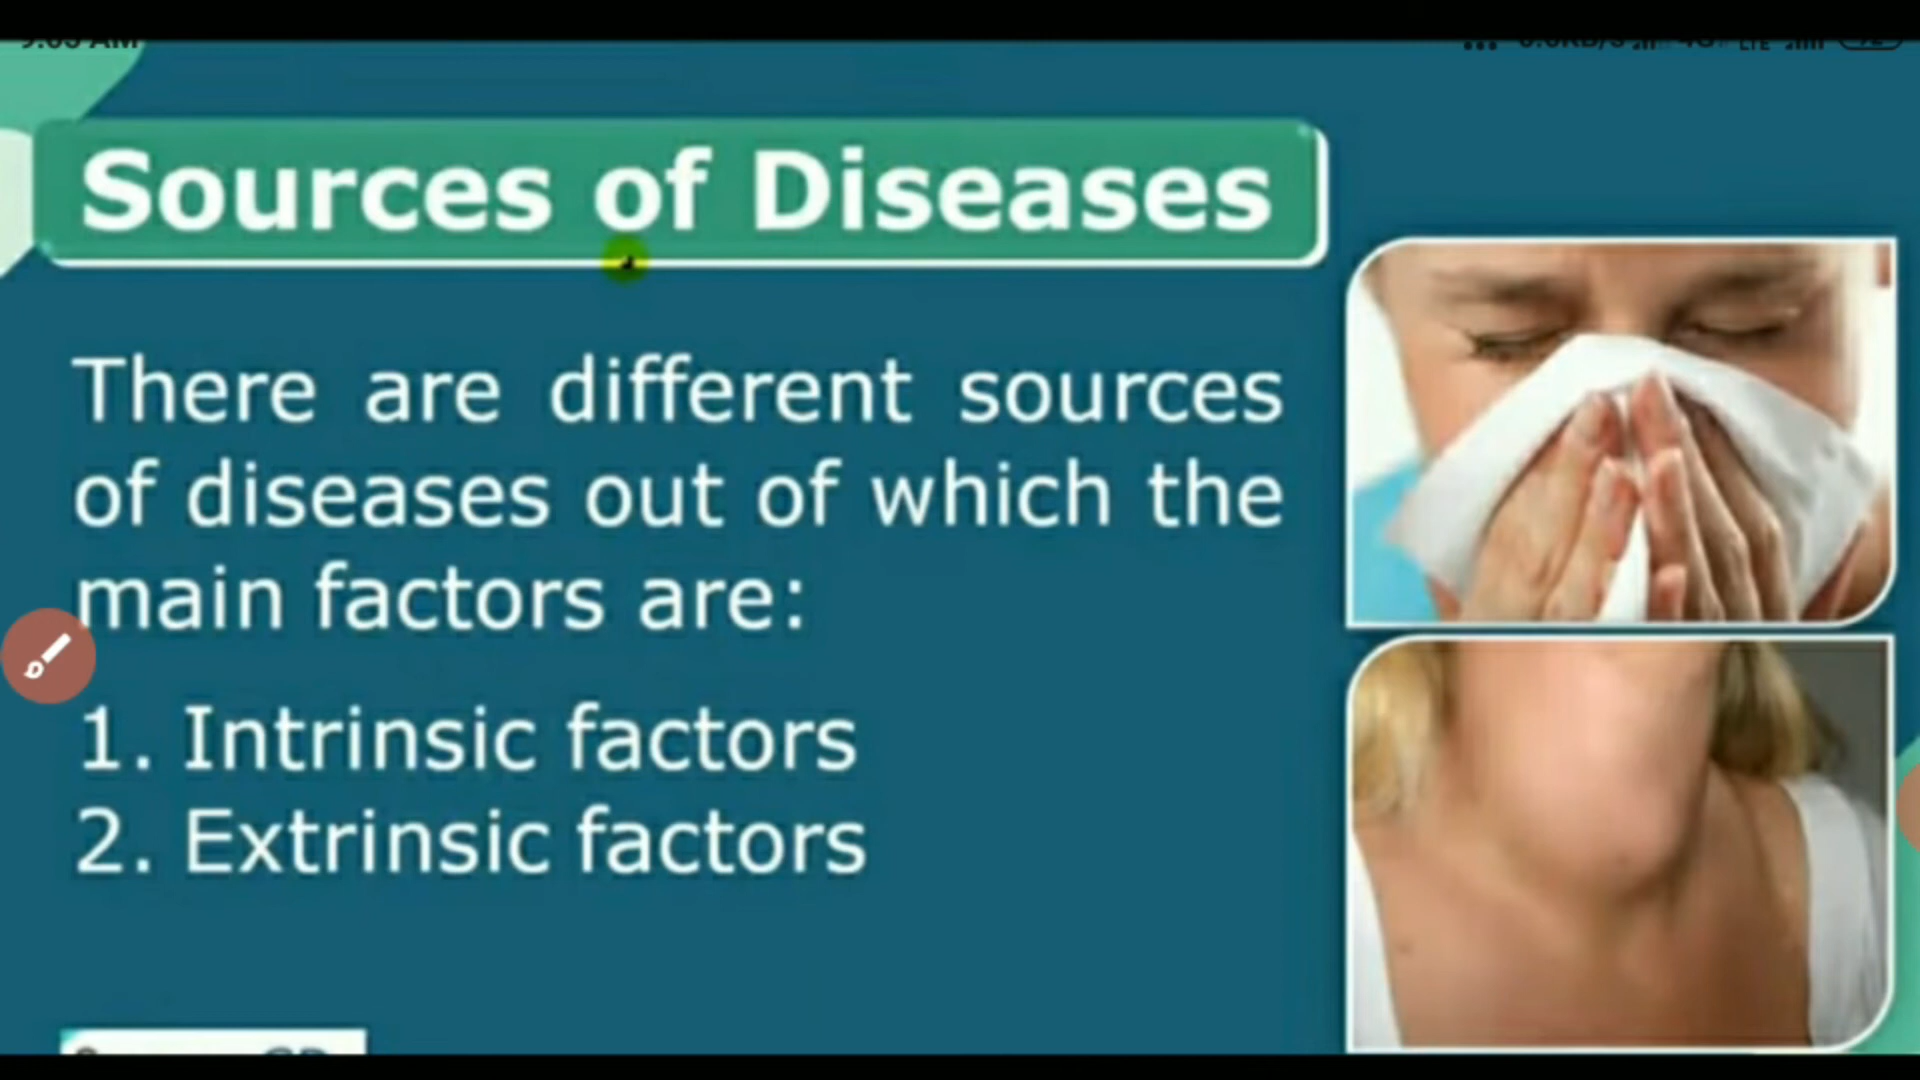 Sources of Diseases
There are different sources
of diseases out of which the
main factors are:
1. Intrinsic factors
2. Extrinsic factors